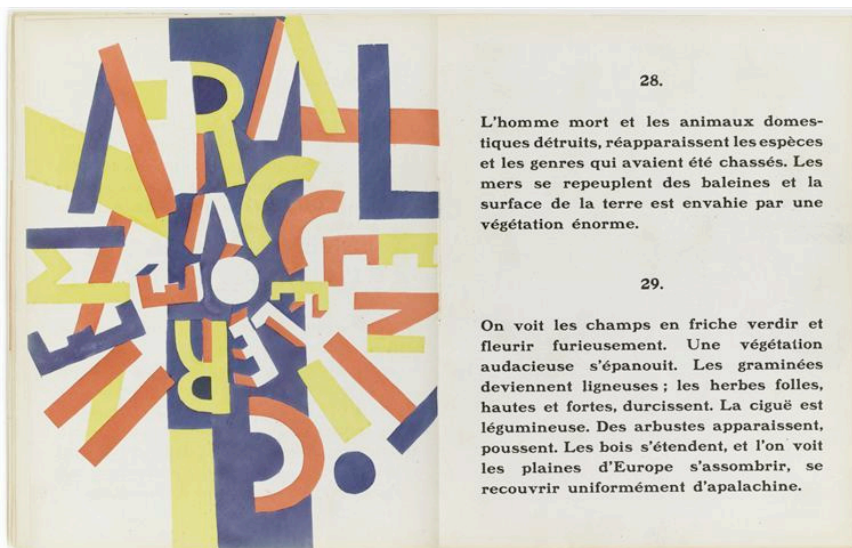 28.
L'homme mort et les animaux domes-
tiques détruits, réapparaissent les espèces
et les genres qui avaient été chassés. Les
mers se repeuplent des baleines et la
surface de la terre est envahie par une
végétation énorme.
29.
On voit les champs en friche verdir et
fleurir furieusement. Une végétation
audacieuse s'épanouit. Les graminées
deviennent ligneuses ; les herbes folles,
hautes et fortes, durcissent. La ciguë est
légumineuse. Des arbustes apparaissent,
poussent. Les bois s'étendent, et l'on voit
les plaines d'Europe s'assombrir, se
recouvrir uniformément d'apalachine.